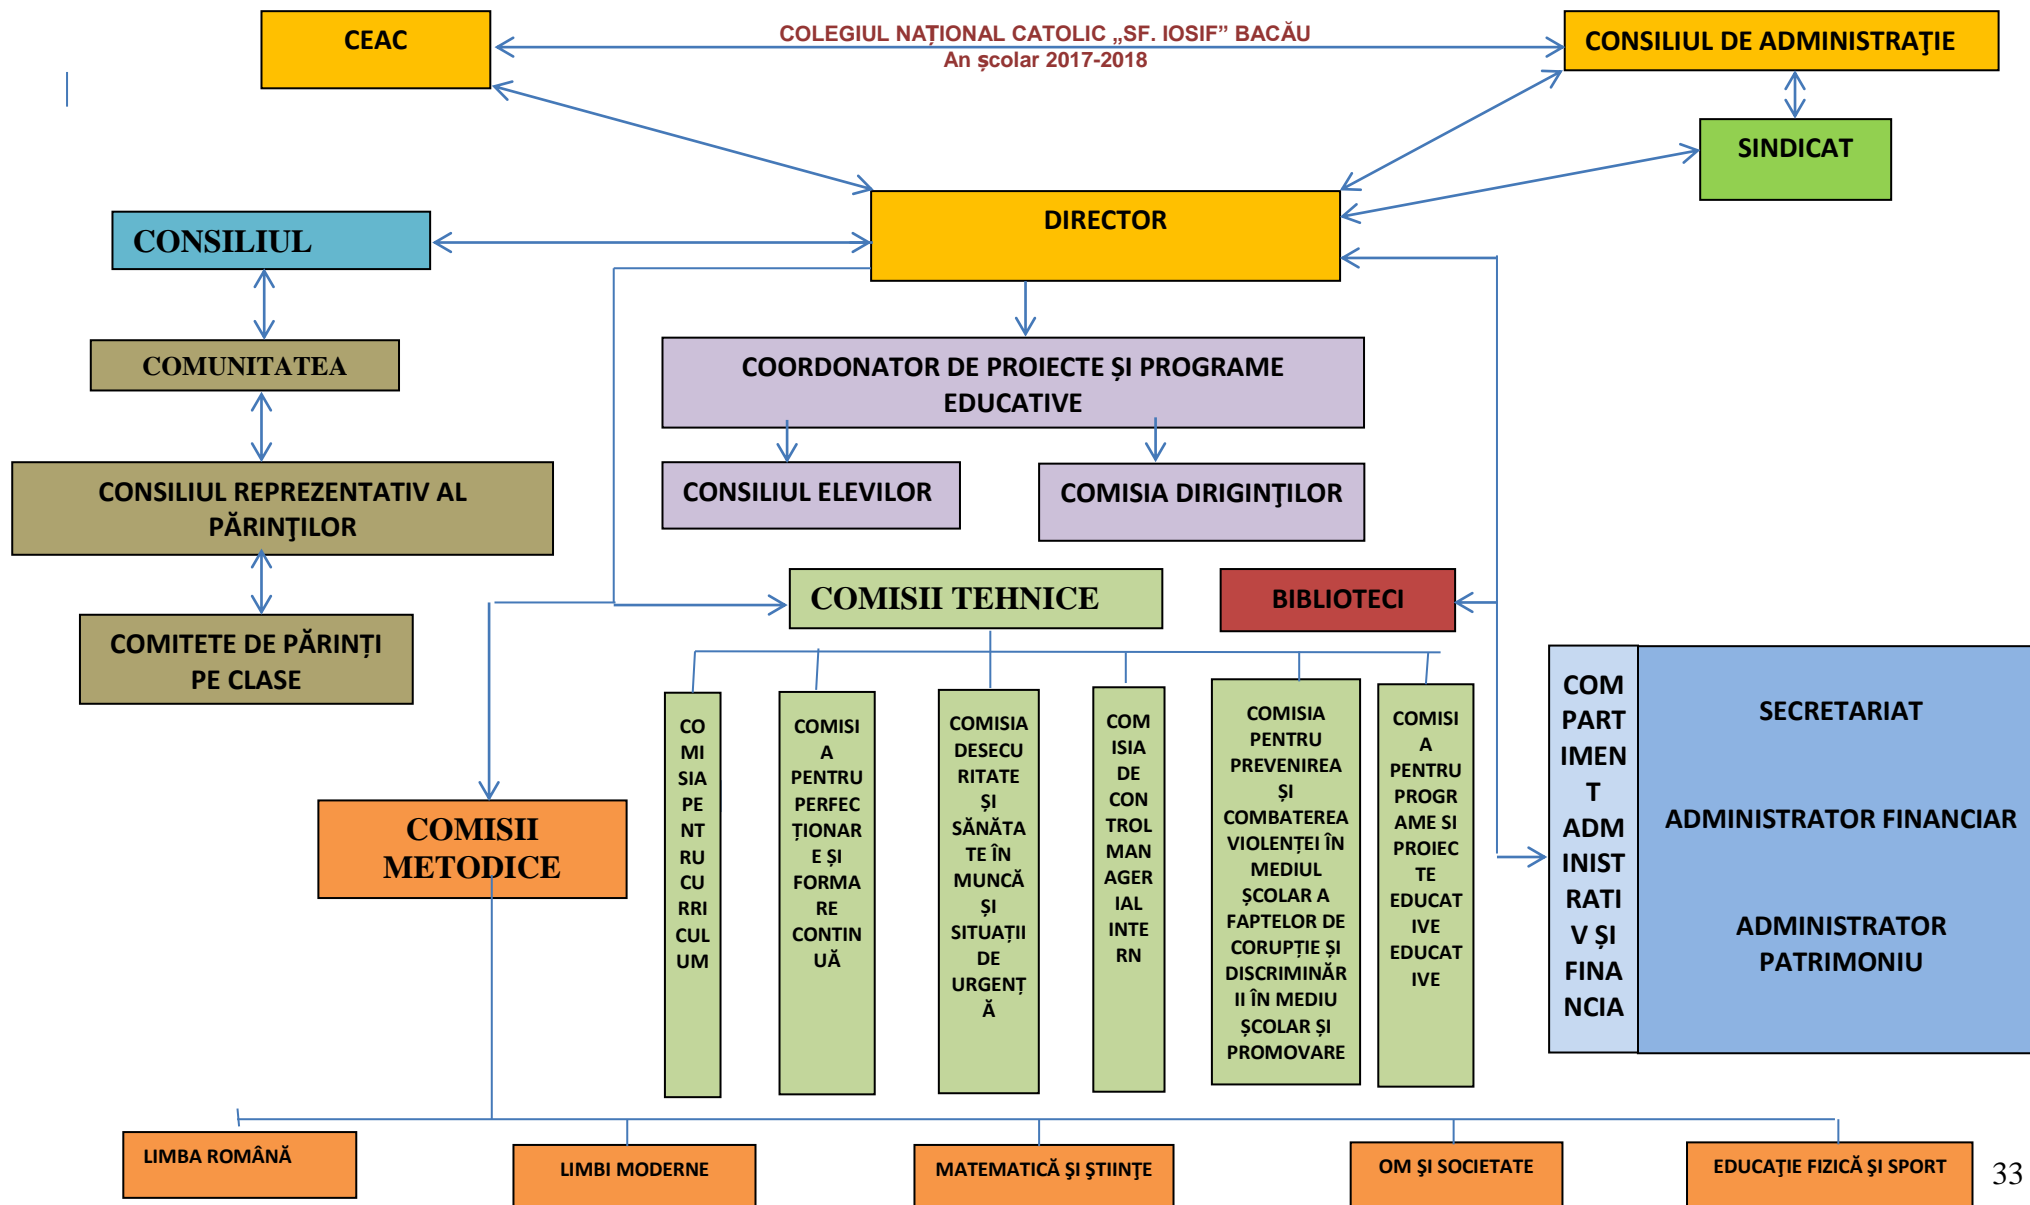 CEAC
COLEGIUL NAȚIONAL CATOLIC „SF. IOSIF” BACĂU
An școlar 2017-2018
CONSILIUL DE ADMINISTRAŢIE
SINDICAT
DIRECTOR
CONSILIUL
COMUNITATEA
COORDONATOR DE PROIECTE ȘI PROGRAME
EDUCATIVE
CONSILIUL REPREZENTATIV AL
PĂRINŢILOR
CONSILIUL ELEVILOR
COMISIA DIRIGINŢILOR
COMISII TEHNICE
BIBLIOTECI
COMITETE DE PĂRINȚI
PE CLASE
CO
MI
SIA
PE
NT
RU
CU
RRI
CUL
UM
COMISI
A
PENTRU
PERFEC
ȚIONAR
E ȘI
FORMA
RE
CONTIN
UĂ
COMISIA
DESECU
RITATE
ȘI
SĂNĂTA
TE ÎN
MUNCĂ
ȘI
SITUAȚII
DE
URGENȚ
Ă
COM
ISIA
DE
CON
TROL
MAN
AGER
IAL
INTE
RN
COMISIA
PENTRU
PREVENIREA
ȘI
COMBATEREA
VIOLENȚEI ÎN
MEDIUL
ȘCOLAR A
FAPTELOR DE
CORUPȚIE ȘI
DISCRIMINĂR
II ÎN MEDIU
ȘCOLAR ȘI
PROMOVARE
COMISI
A
PENTRU
PROGR
AME SI
PROIEC
TE
EDUCAT
IVE
EDUCAT
IVE
COM
PART
IMEN
T
ADM
INIST
RATI
V ȘI
FINA
NCIA
SECRETARIAT
ADMINISTRATOR FINANCIAR
ADMINISTRATOR
PATRIMONIU
COMISII
METODICE
LIMBA ROMÂNĂ
LIMBI MODERNE
MATEMATICĂ ŞI ŞTIINŢE
OM ŞI SOCIETATE
EDUCAŢIE FIZICĂ ŞI SPORT
33